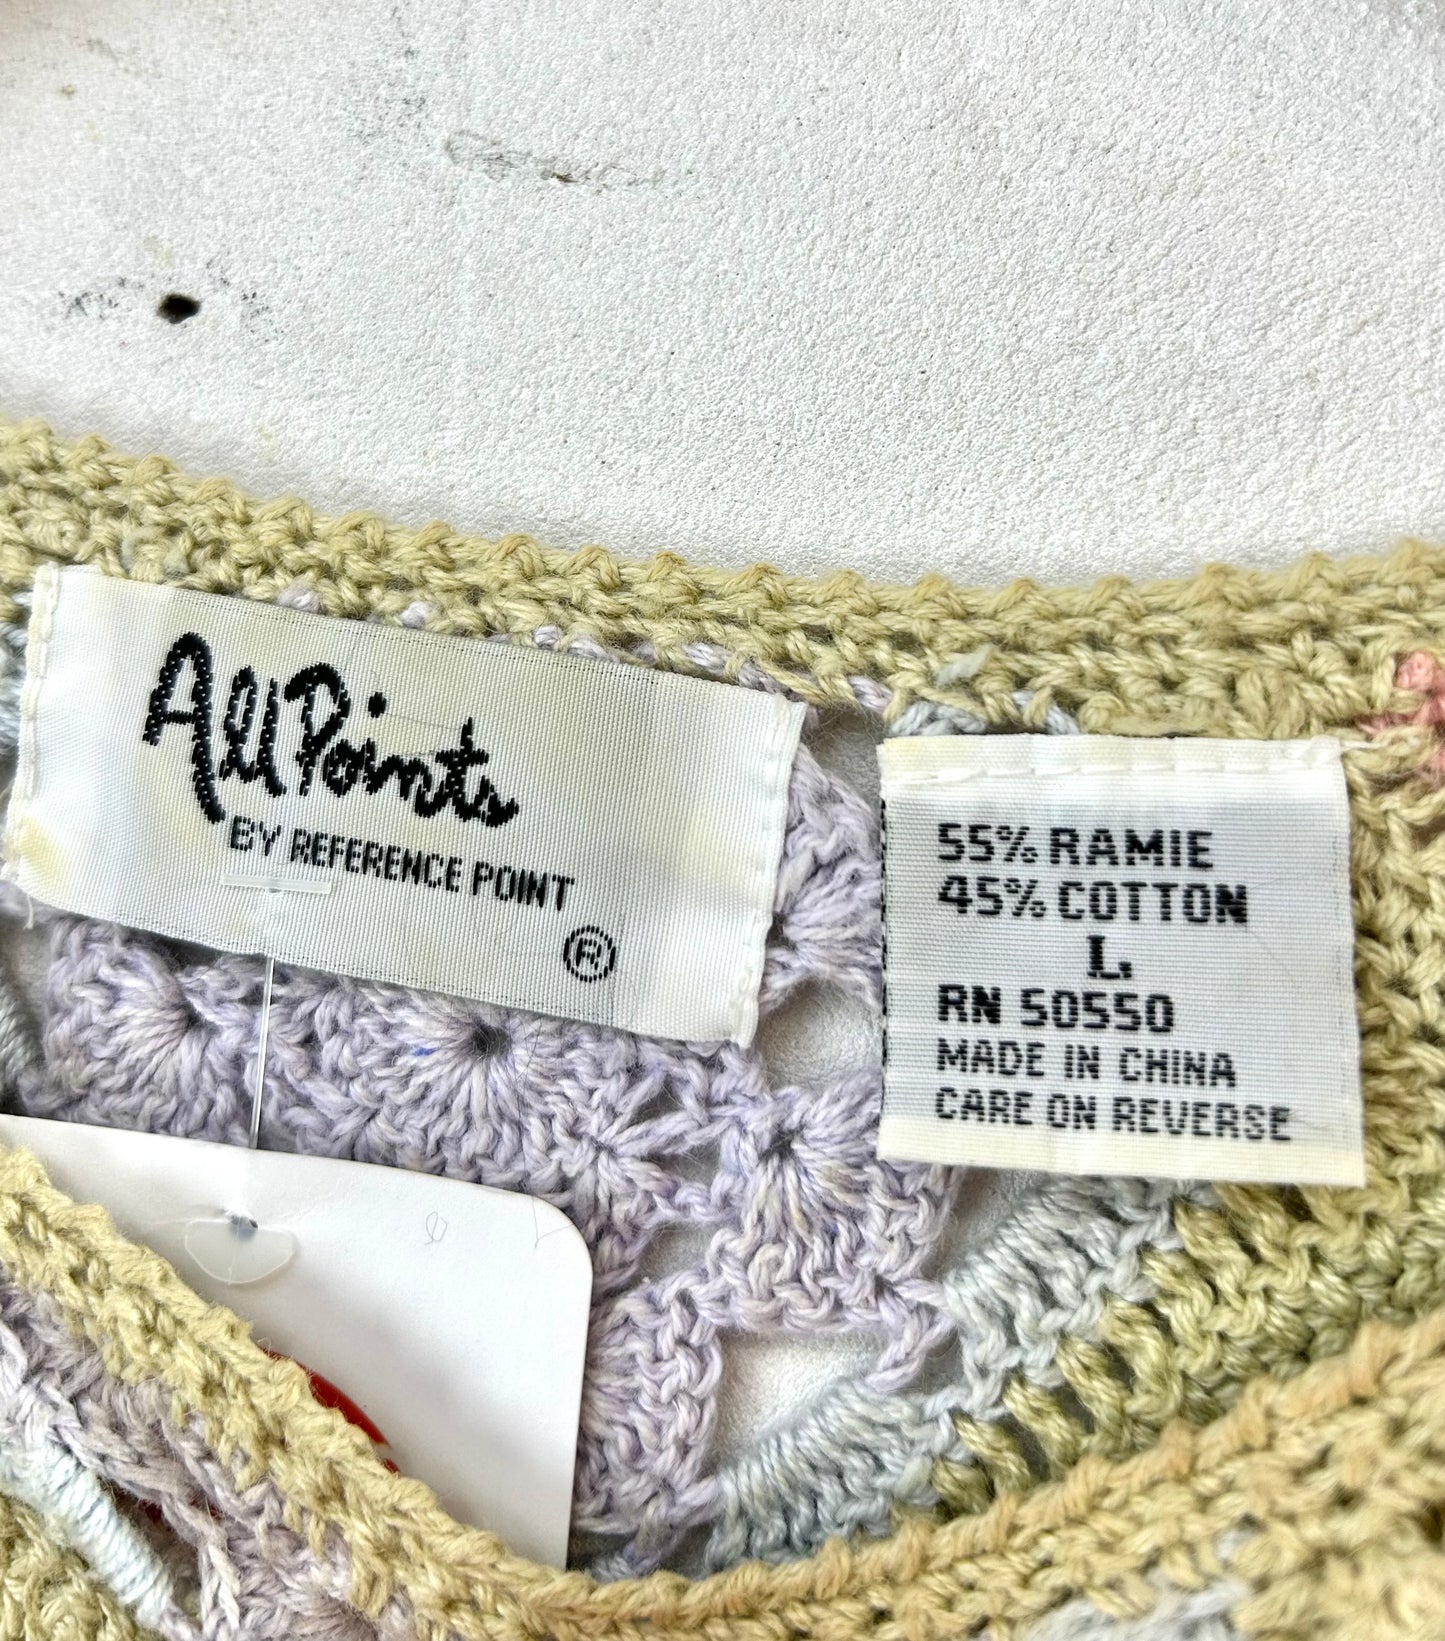 All Points
BY REFERENCE POINT
®
55% RAMIE
45% COTTON
L
RN 50550
MADE IN CHINA
CARE ON REVERSE